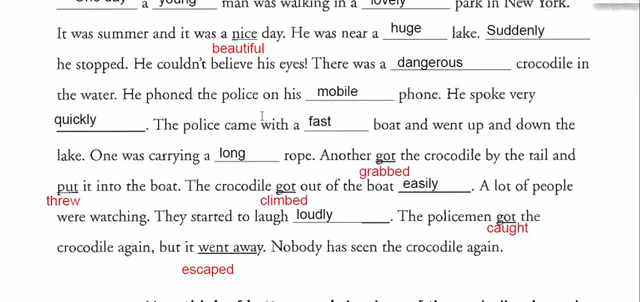 One day a young man was walking in a lovely park in New York.
It was summer and it was a nice day. He was near a huge lake. Suddenly
beautiful
he stopped. He couldn't believe his eyes! There was a dangerous crocodile in
the water. He phoned the police on his mobile phone. He spoke very
quickly. The police came with a fast boat and went up and down the
lake. One was carrying a long rope. Another got the crocodile by the tail and
grabbed
put it into the boat. The crocodile got out of the boat easily. A lot of people
threw climbed
were watching. They started to laugh loudly. The policemen got the
caught
crocodile again, but it went away. Nobody has seen the crocodile again.
escaped